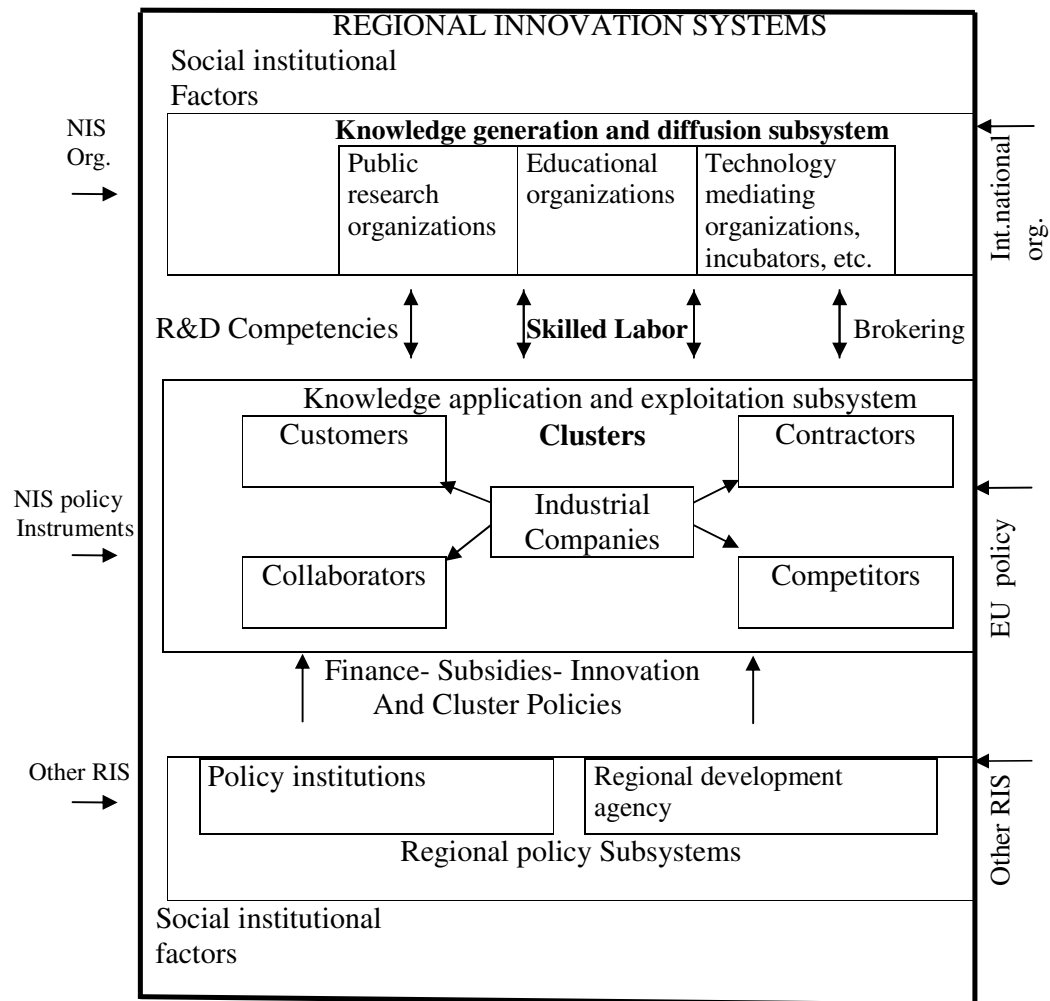 REGIONAL INNOVATION SYSTEMS
Social institutional
Factors
NIS
Org.
Knowledge generation and diffusion subsystem
Public
research
organizations
Educational
organizations
Technology
mediating
organizations,
incubators, etc.
Int.national
org.
R&D Competencies
Skilled Labor
Brokering
Knowledge application and exploitation subsystem
Customers
Clusters
Contractors
NIS policy
Instruments
Industrial
Companies
Collaborators
Competitors
EU policy
Finance- Subsidies- Innovation
And Cluster Policies
Other RIS
Policy institutions
Regional development
agency
Other RIS
Regional policy Subsystems
Social institutional
factors